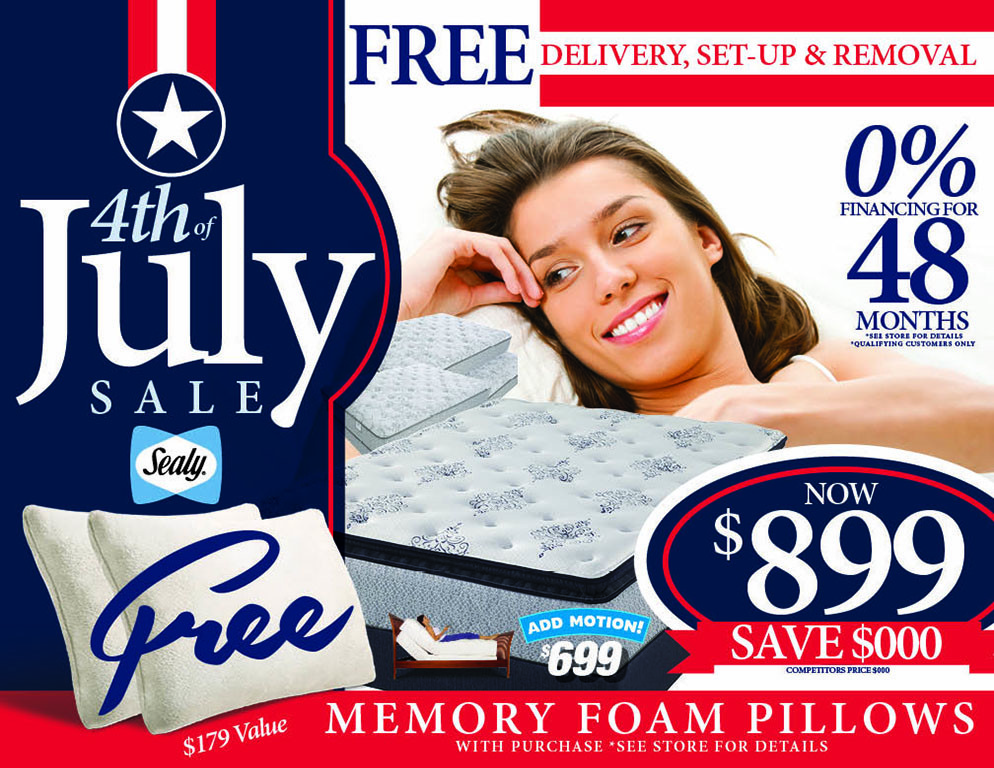 FREE
DELIVERY, SET-UP & REMOVAL
4th of
July
SALE
Sealy.
0%
FINANCING FOR
48
MONTHS
*SEE STORE FOR DETAILS
*QUALIFYING CUSTOMERS ONLY
NOW
$899
SAVE $000
COMPETITORS PRICE $000
ADD MOTION!
$699
Free
$179 Value
MEMORY FOAM PILLOWS
WITH PURCHASE *SEE STORE FOR DETAILS